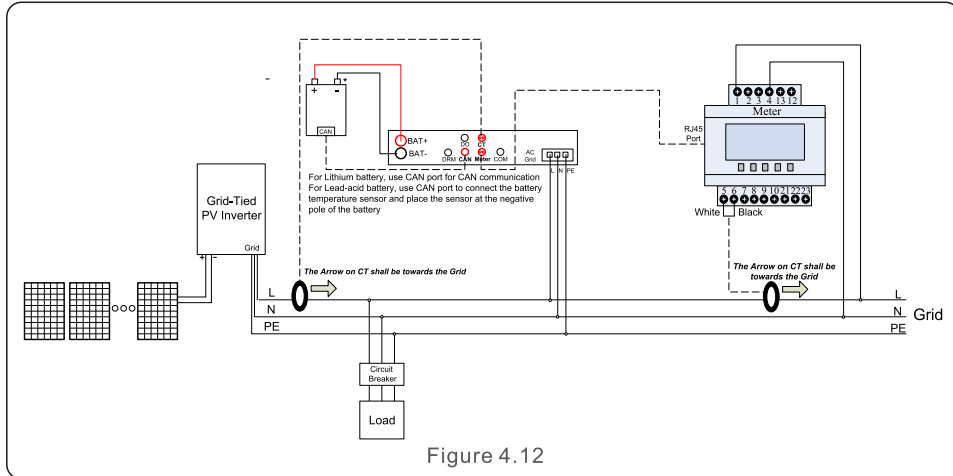 + - *
CAN
BAT+
BAT-
DO CT
DRM CAN Meter COM
AC
Grid
L N PE
For Lithium battery, use CAN port for CAN communication
For Lead-acid battery, use CAN port to connect the battery
temperature sensor and place the sensor at the negative
pole of the battery
1 2 3 4 13 12
Meter
RJ45
Port
5 6 7 8 9 10 21 22 23
White Black
Grid-Tied
PV Inverter
Grid
+ -
The Arrow on CT shall be towards the Grid
The Arrow on CT shall be
towards the Grid
L
N
PE
L
N
PE
Grid
Circuit
Breaker
Load
Figure 4.12